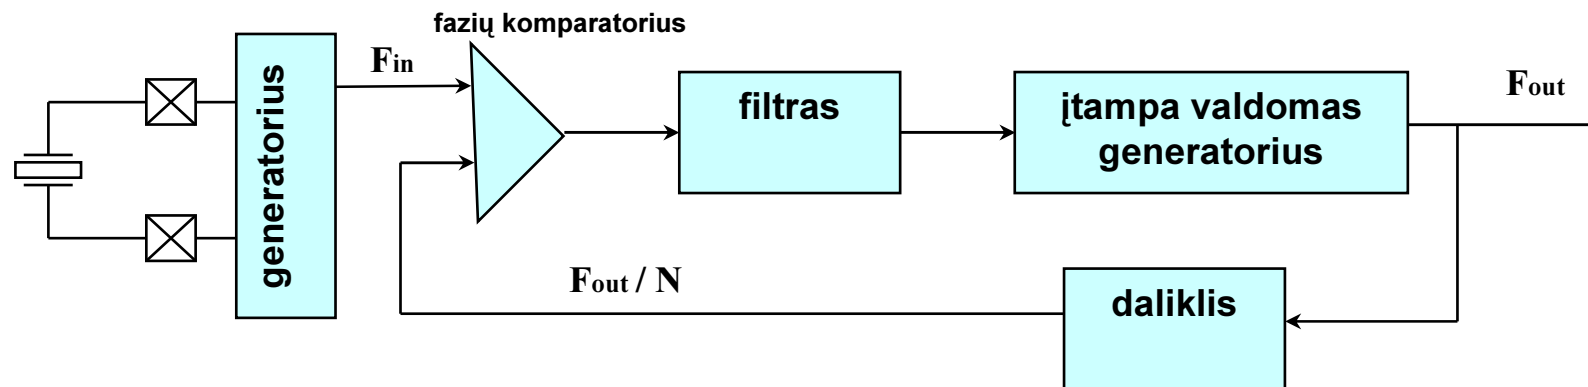 fazių komparatorius
generatorius
Fin
filtras
įtampa valdomas
generatorius
Fout
Fout / N
daliklis